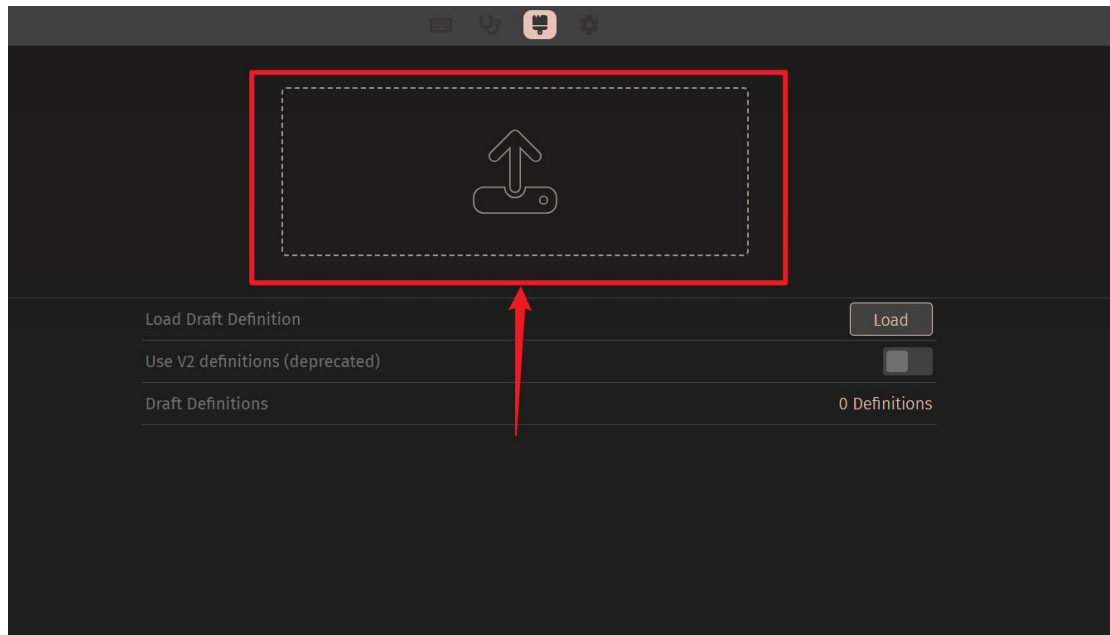 Load Draft Definition
Load
Use V2 definitions (deprecated)
Draft Definitions
0 Definitions